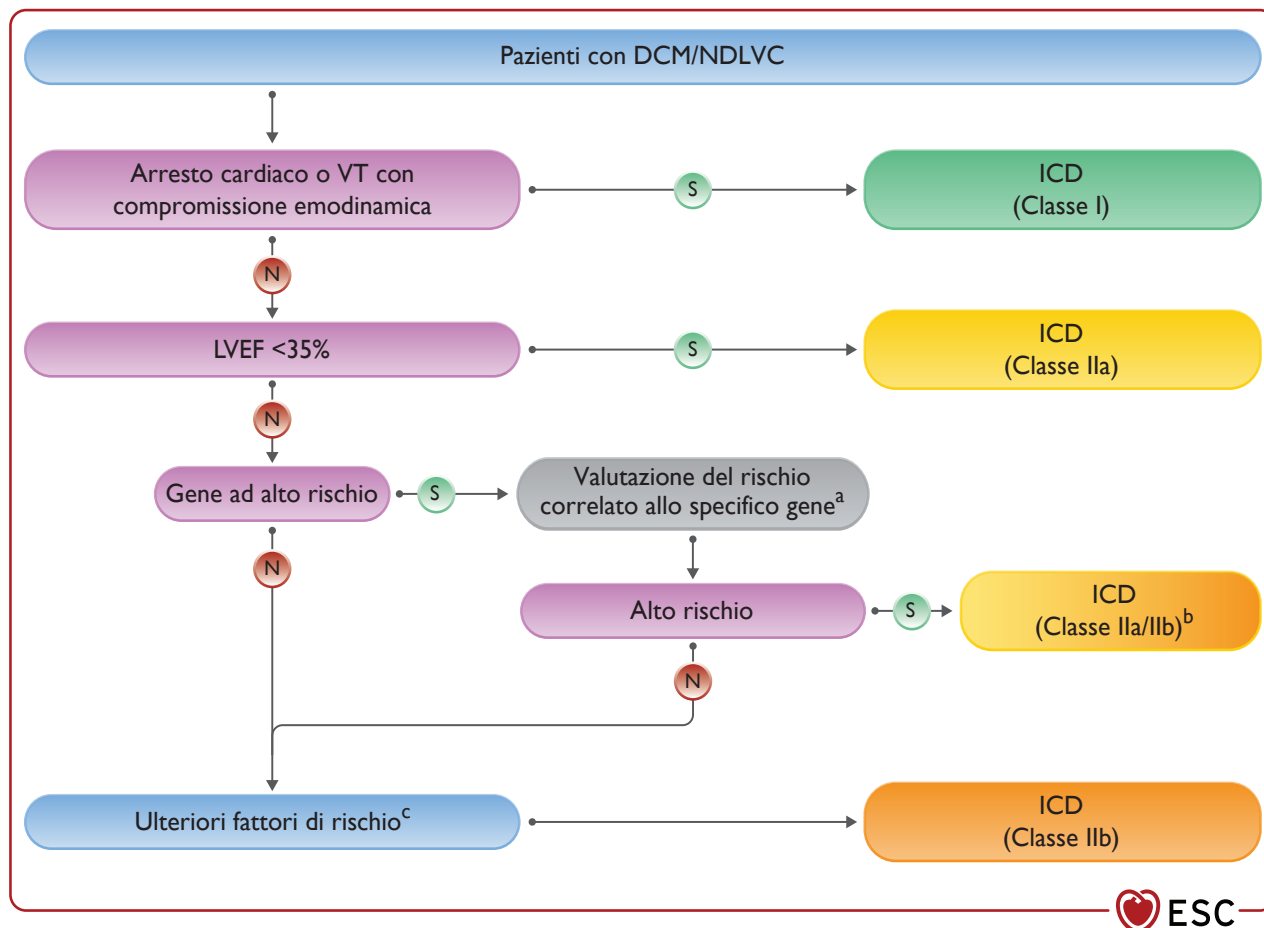 Pazienti con DCM/NDLVC
Arresto cardiaco o VT con
compromissione emodinamica
S
ICD
(Classe I)
N
LVEF <35%
S
ICD
(Classe IIa)
N
Gene ad alto rischio
S
Valutazione del rischio
correlato allo specifico gene^a
N
Alto rischio
S
ICD
(Classe IIa/IIb)^b
N
Ulteriori fattori di rischio^c
ICD
(Classe IIb)
ESC